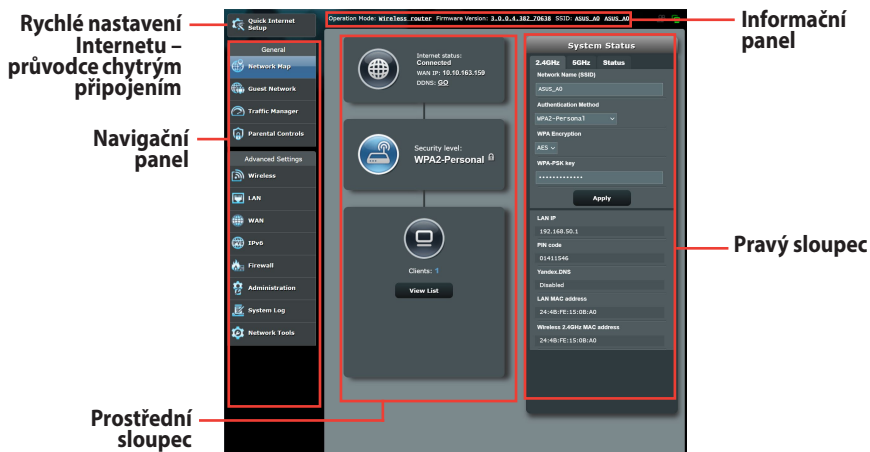 Rychlé nastavení
Internetu –
průvodce chytrým
připojením
Navigační
panel
Prostřední
sloupec
Informační
panel
Pravý sloupec
Quick Internet
Setup
General
Network Map
Guest Network
Traffic Manager
Parental Controls
Advanced Settings
Wireless
LAN
WAN
IPv6
Firewall
Administration
System Log
Network Tools
Operation Mode: Wireless router Firmware Version: 3.0.0.4.382_70638 SSID: ASUS_A0 ASUS_A0
Internet status:
Connected
WAN IP: 10.10.163.159
DDNS: GO
Security level:
WPA2-Personal
Clients: 1
View List
System Status
2.4GHz 5GHz Status
Network Name (SSID)
ASUS_A0
Authentication Method
WPA2-Personal
WPA Encryption
AES
WPA-PSK key
•••••••••••••
Apply
LAN IP
192.168.50.1
PIN code
01411546
Yandex.DNS
Disabled
LAN MAC address
24:4B:FE:15:0B:A0
Wireless 2.4GHz MAC address
24:4B:FE:15:0B:A0